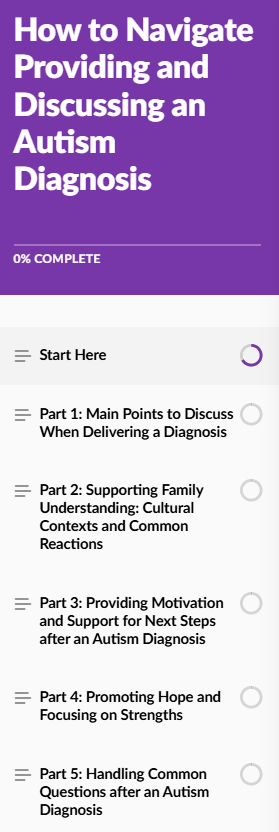 How to Navigate
Providing and
Discussing an
Autism
Diagnosis
0% COMPLETE
Start Here
Part 1: Main Points to Discuss
When Delivering a Diagnosis
Part 2: Supporting Family
Understanding: Cultural
Contexts and Common
Reactions
Part 3: Providing Motivation
and Support for Next Steps
after an Autism Diagnosis
Part 4: Promoting Hope and
Focusing on Strengths
Part 5: Handling Common
Questions after an Autism
Diagnosis